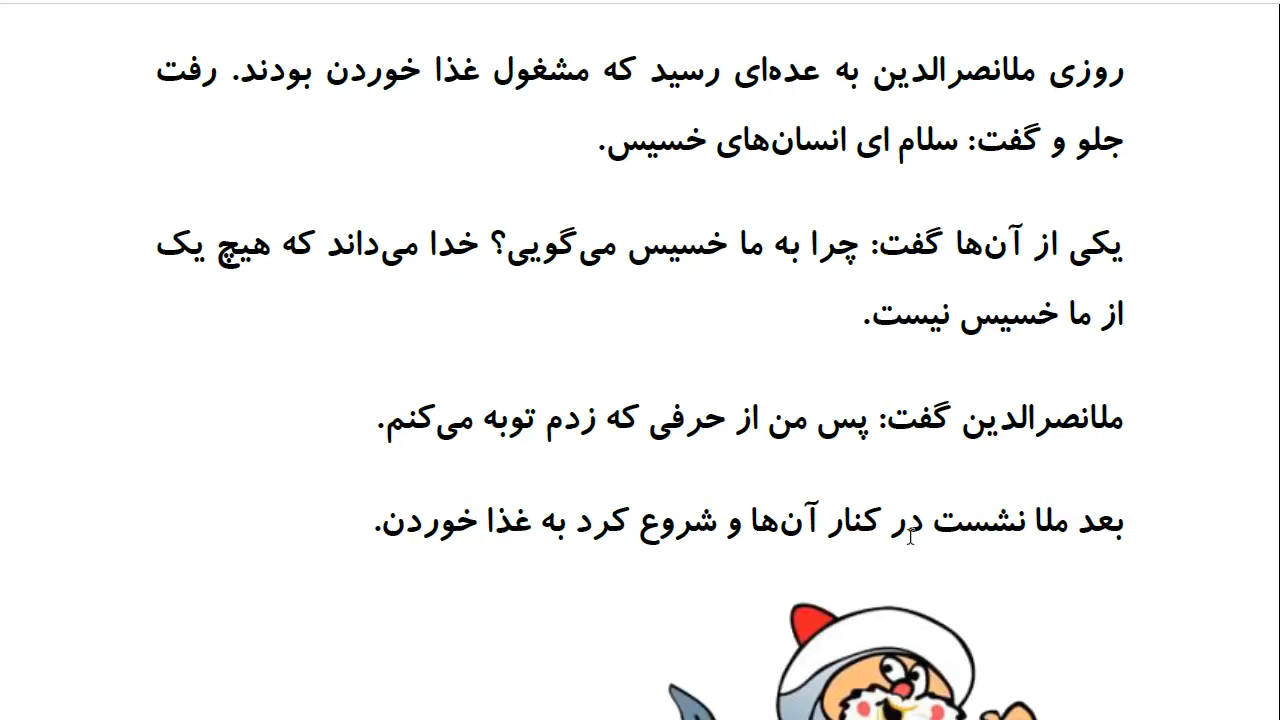 روزی ملانصرالدین به عده‌ای رسید که مشغول غذا خوردن بودند. رفت
جلو و گفت: سلام ای انسان‌های خسیس.
یکی از آن‌ها گفت: چرا به ما خسیس می‌گویی؟ خدا می‌داند که هیچ یک
از ما خسیس نیست.
ملانصرالدین گفت: پس من از حرفی که زدم توبه می‌کنم.
بعد ملا نشست در کنار آن‌ها و شروع کرد به غذا خوردن.